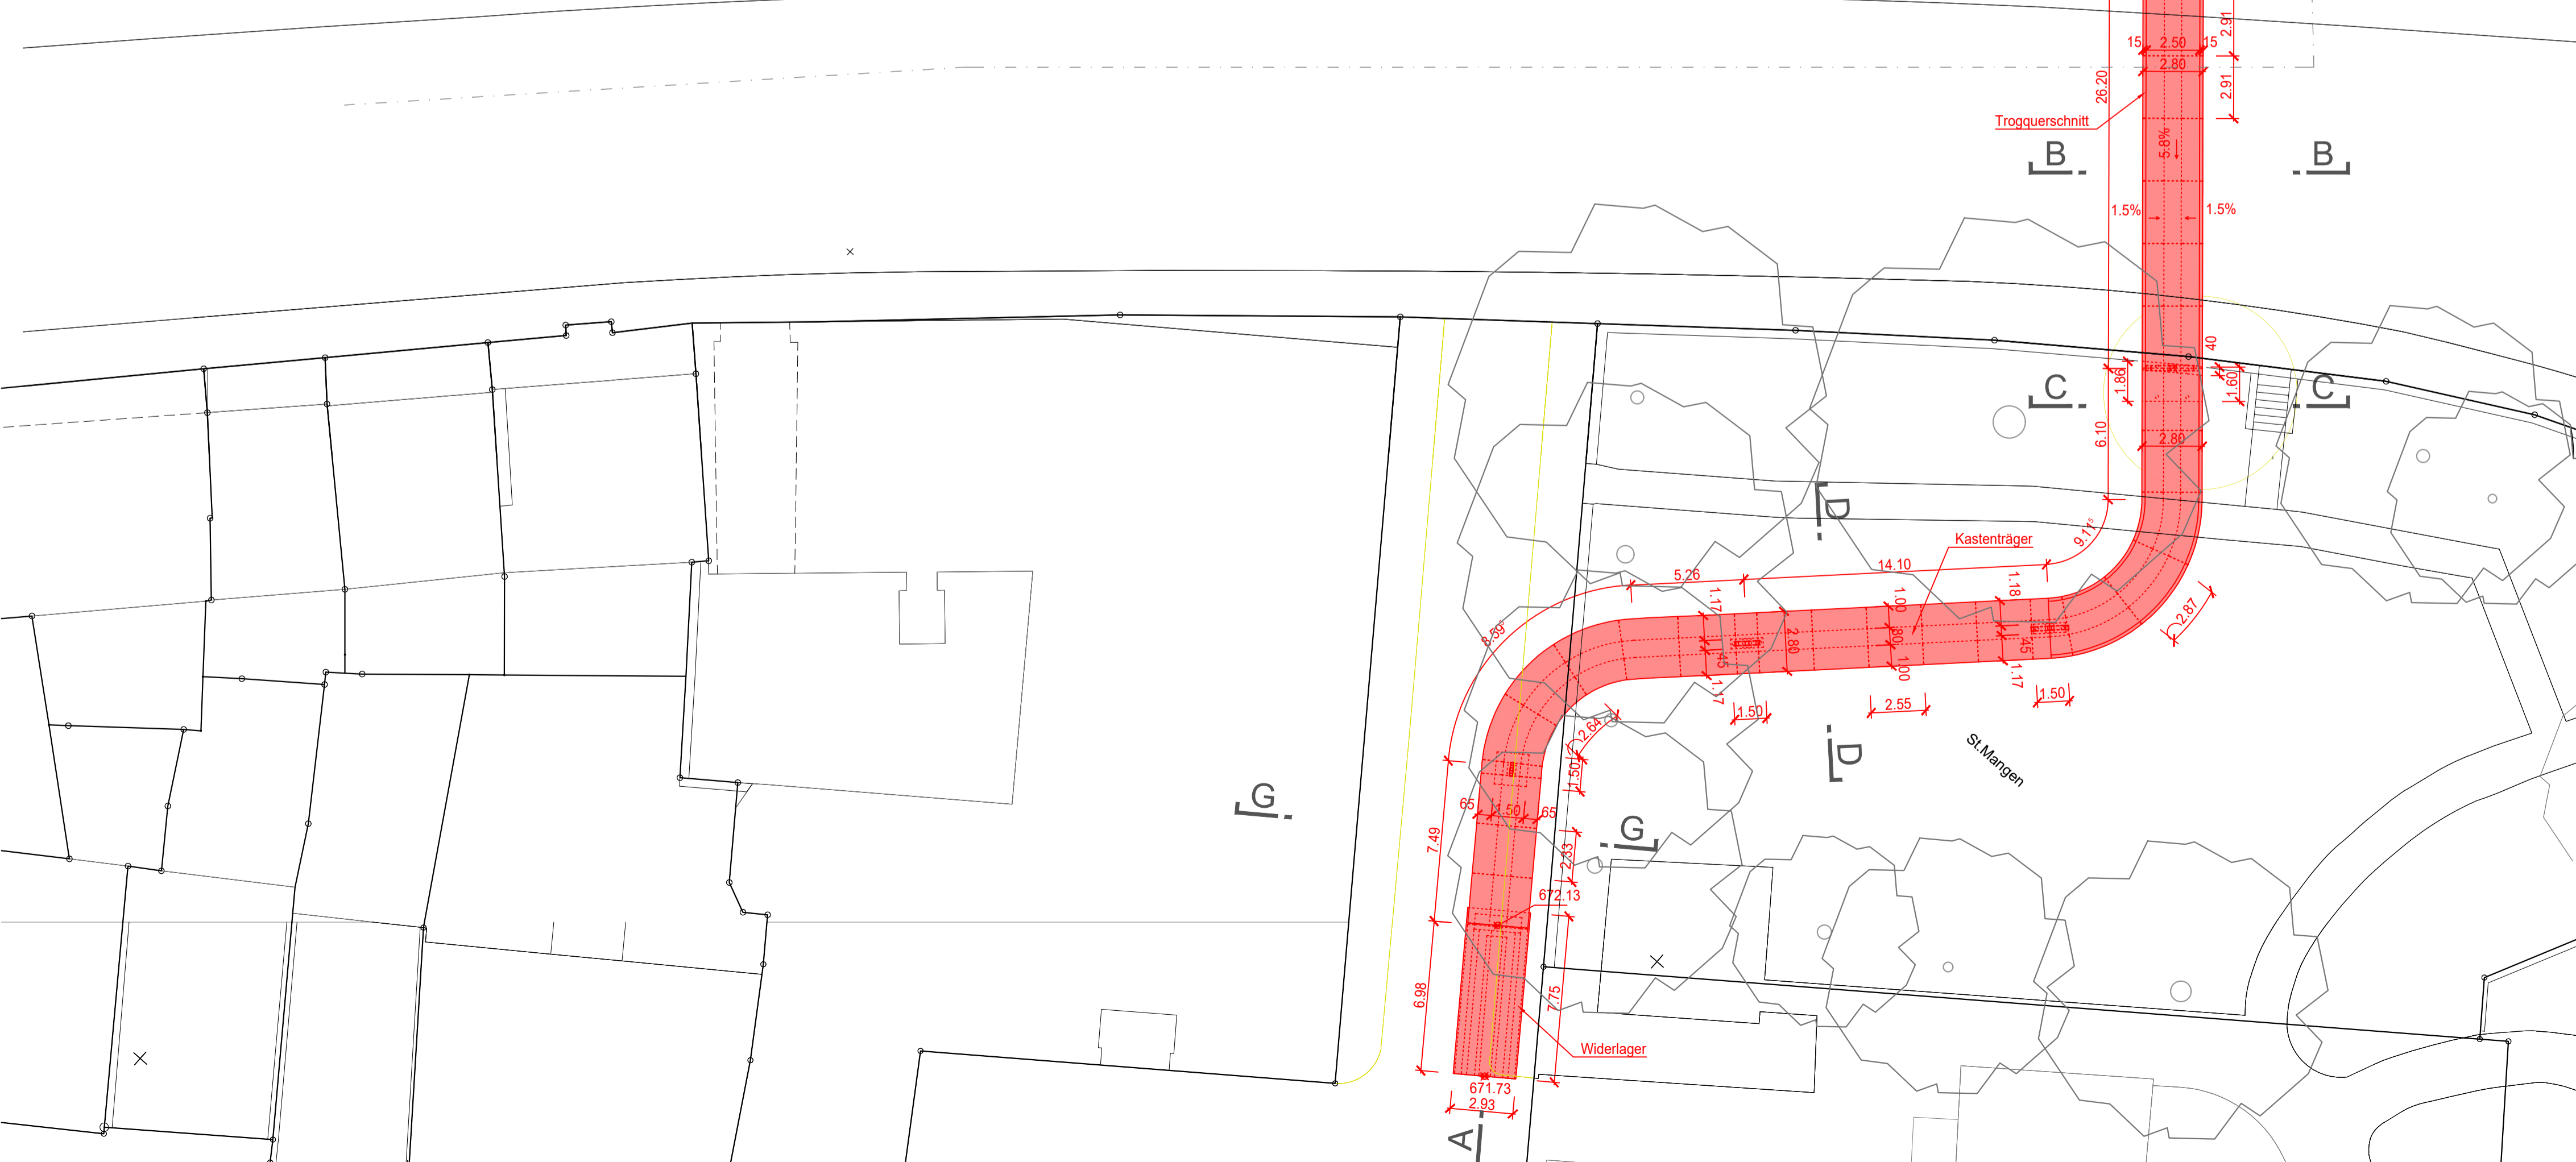 2.91
15 2.50 15
2.80
26.20
2.91
Trogquerschnitt
B
B
5.8%
1.5%
1.5%
40
1.86
1.60
C
C
6.10
2.80
D
9.11⁵
Kastenträger
14.10
5.26
1.18
1.17
1.00
2.87
8.59⁵
2.80
80
45
45
1.00
1.17
1.17
1.50
2.55
1.50
2.64
D
St.Mangen
1.50
G
65 1.50 65
G
7.49
2.33
672.13
6.98
7.75
Widerlager
671.73
2.93
A